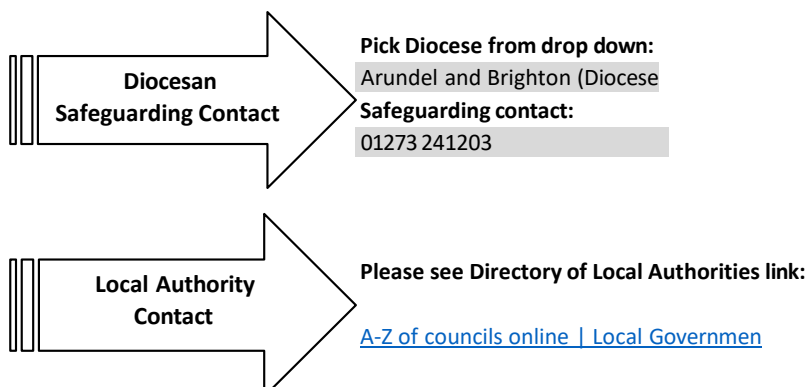 Diocesan
Safeguarding Contact
Pick Diocese from drop down:
Arundel and Brighton (Diocese
Safeguarding contact:
01273 241203
Local Authority
Contact
Please see Directory of Local Authorities link:
A-Z of councils online | Local Governmen